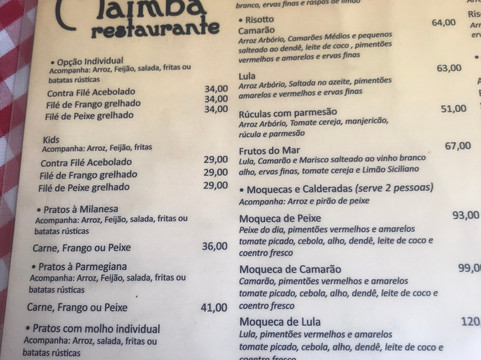 Taimba
restaurante
• Opção Individual
Acompanha: Arroz, Feijão, salada, fritas ou
batatas rústicas
Contra Filé Acebolado 34,00
Filé de Frango grelhado 34,00
Filé de Peixe grelhado 34,00
Kids
Acompanha: Arroz, Feijão, fritas
Contra Filé Acebolado 29,00
Filé de Frango grelhado 29,00
Filé de Peixe grelhado 29,00
• Pratos à Milanesa
Acompanha: Arroz, Feijão, salada, fritas ou
batatas rústicas
Carne, Frango ou Peixe 36,00
• Pratos à Parmegiana
Acompanha: Arroz, Feijão, salada, fritas ou
batatas rústicas
Carne, Frango ou Peixe 41,00
• Pratos com molho individual
Acompanha: Arroz, Feijão, salada, fritas ou
batatas rústicas
branco, ervas finas e raspas de limão
• Risotto
Camarão 64,00
Arroz Arbório, Camarões Médios e pequenos
salteado ao dendê, leite de coco , pimentões
vermelhos e amarelos e ervas finas
Lula 63,00
Arroz Arbório, Saltada no azeite, pimentões
amarelos e vermelhos e ervas finas
Rúculas com parmesão 51,00
Arroz Arbório, Tomate cereja, manjericão,
rúcula e parmesão
Frutos do Mar 67,00
Lula, Camarão e Marisco salteado ao vinho branco
alho, ervas finas, tomate cereja e Limão Siciliano
• Moquecas e Calderadas (serve 2 pessoas)
Acompanha: Arroz e pirão de peixe
Moqueca de Peixe 93,00
Peixe do dia, pimentões vermelhos e amarelos
tomate picado, cebola, alho, dendê, leite de coco e
coentro fresco
Moqueca de Camarão 99,00
Camarão, pimentões vermelhos e amarelos
tomate picado, cebola, alho, dendê, leite de coco e
coentro fresco
Moqueca de Lula 120
Lula, pimentões vermelhos e amarelos
tomate picado, cebola, alho, dendê, leite de coco e
coentro fresco